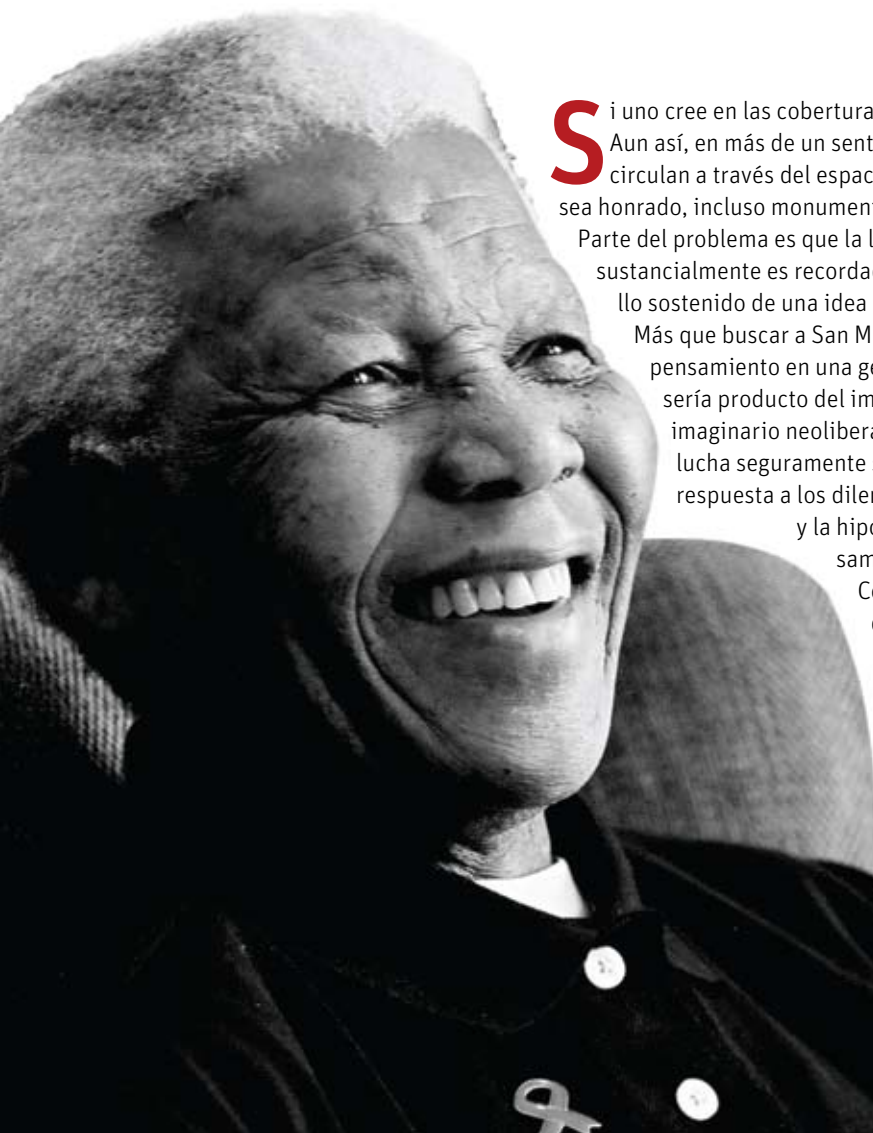 Si uno cree en las cobertura
Aun así, en más de un sent
circulan a través del espac
sea honrado, incluso monument
Parte del problema es que la l
sustancialmente es recordad
llo sostenido de una idea
Más que buscar a San M
pensamiento en una ge
sería producto del im
imaginario neolibera
lucha seguramente
respuesta a los dile
y la hipo
sam
Co